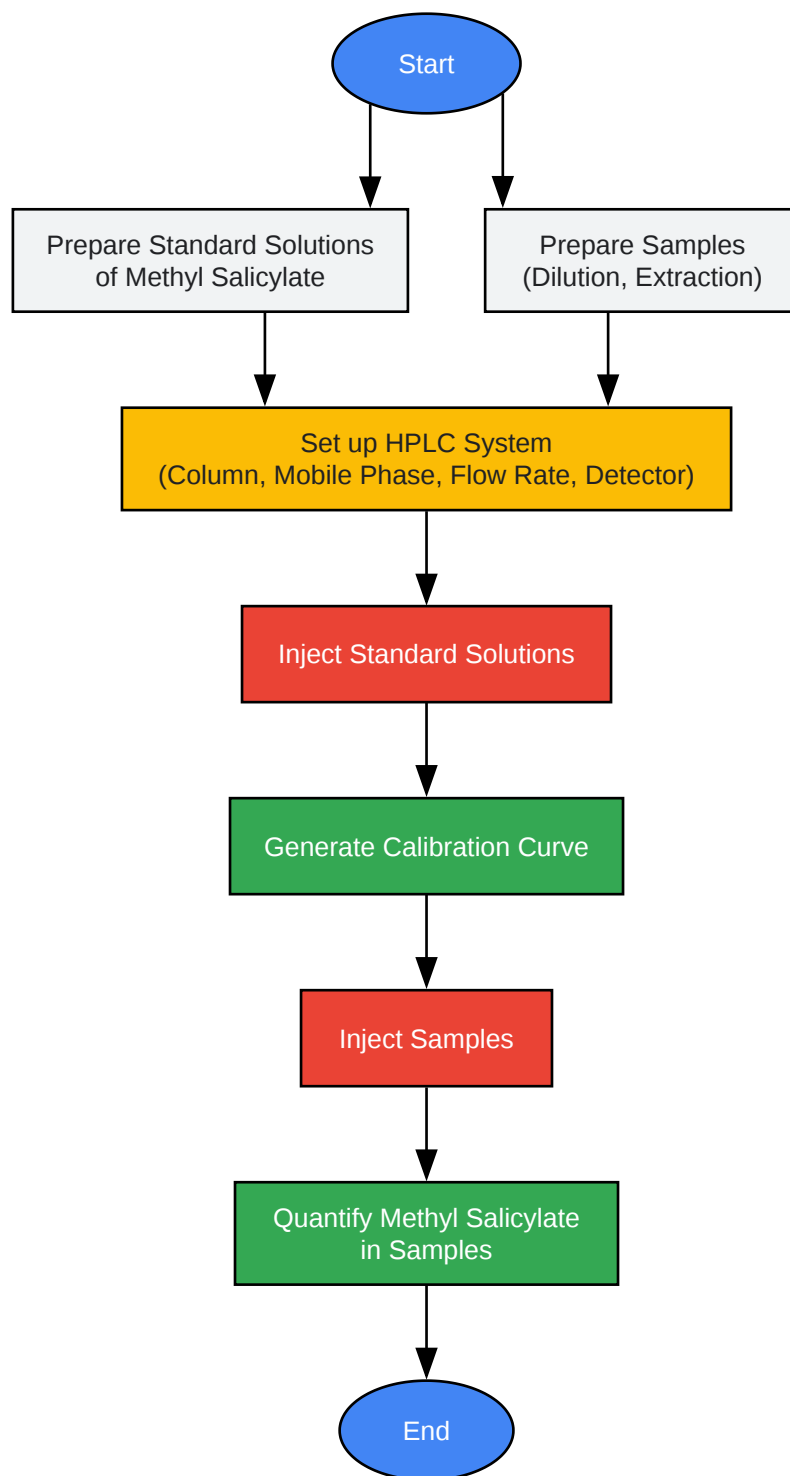 Start
Prepare Standard Solutions
of Methyl Salicylate
Prepare Samples
(Dilution, Extraction)
Set up HPLC System
(Column, Mobile Phase, Flow Rate, Detector)
Inject Standard Solutions
Generate Calibration Curve
Inject Samples
Quantify Methyl Salicylate
in Samples
End